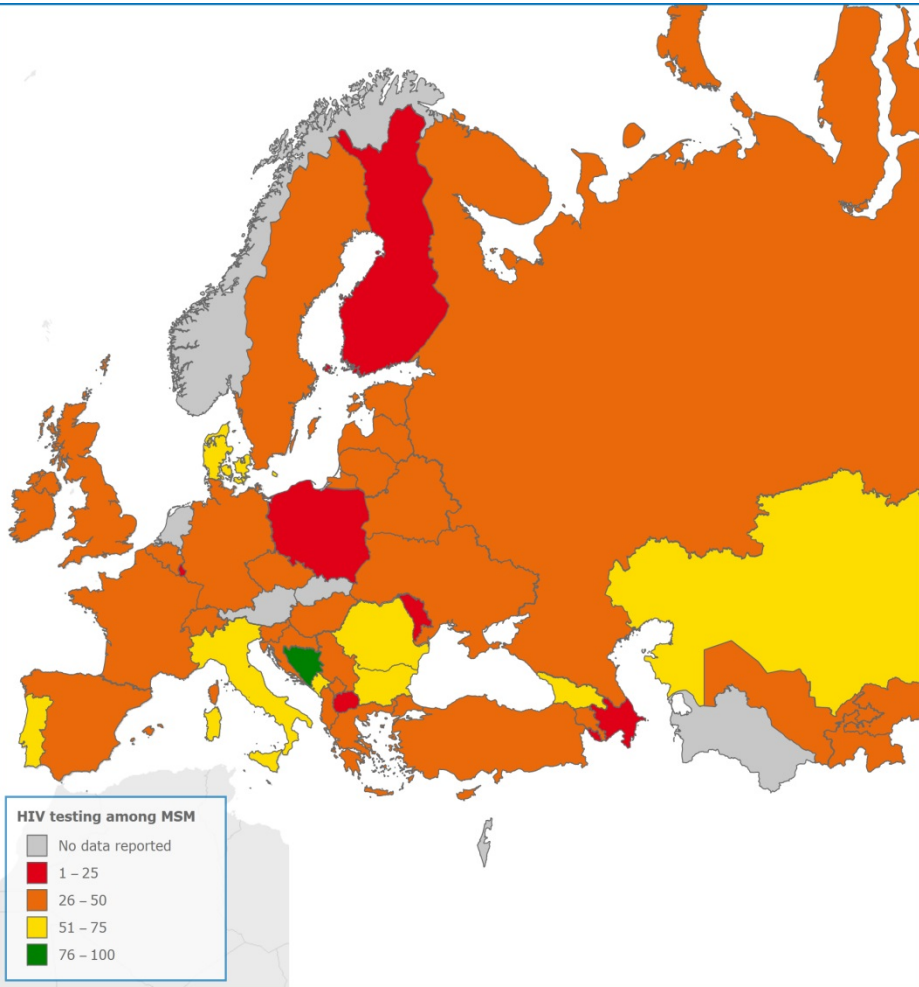 HIV testing among MSM
No data reported
1 – 25
26 – 50
51 – 75
76 – 100